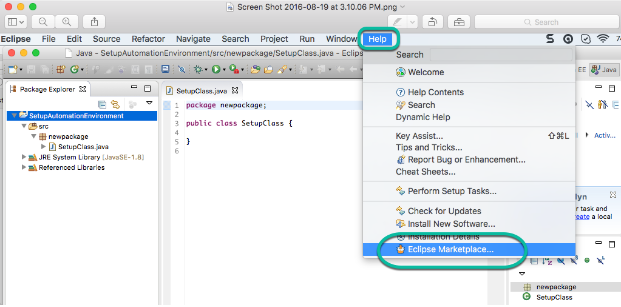 Screen Shot 2016-08-19 at 3.10.06 PM.png
Search
Eclipse File Edit Source Refactor Navigate Search Project Run Window Help
Java - SetupAutomationEnvironment/src/newpackage/SetupClass.java - Eclips
EE Java
Package Explorer
SetupAutomationEnvironment
src
newpackage
SetupClass.java
JRE System Library [JavaSE-1.8]
Referenced Libraries
SetupClass.java
1 package newpackage;
2
3 public class SetupClass {
4
5 }
6
Search
Welcome
Help Contents
Search
Dynamic Help
Key Assist... ⇧⌘L
Tips and Tricks...
Report Bug or Enhancement...
Cheat Sheets...
Perform Setup Tasks...
Check for Updates
Install New Software...
Installation Details
Eclipse Marketplace...
Activ...
lyn
r task and
create a local
newpackage
SetupClass